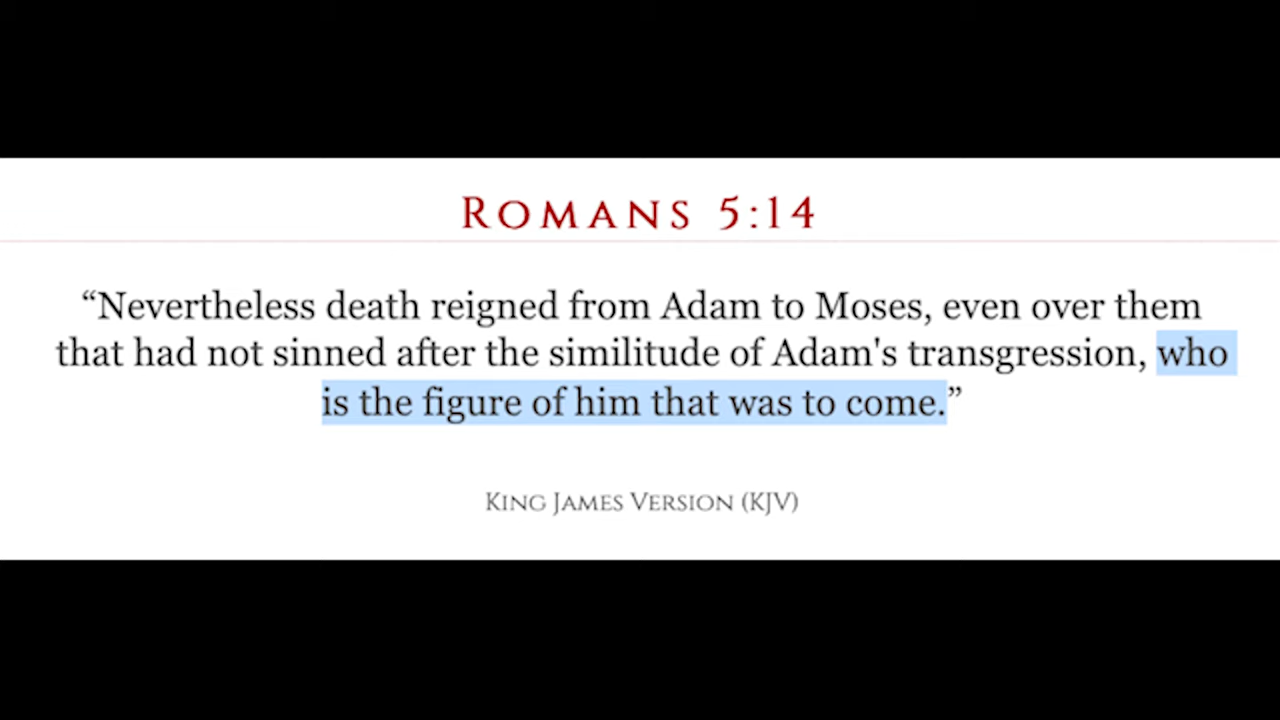 Romans 5:14
“Nevertheless death reigned from Adam to Moses, even over them
that had not sinned after the similitude of Adam's transgression, who
is the figure of him that was to come.”
King James Version (KJV)